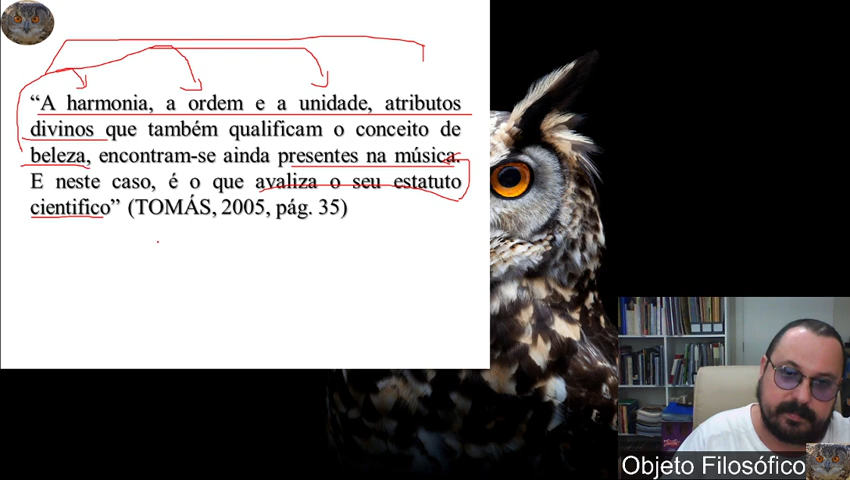 “A harmonia, a ordem e a unidade, atributos
divinos que também qualificam o conceito de
beleza, encontram-se ainda presentes na música.
E neste caso, é o que avaliza o seu estatuto
cientifico” (TOMÁS, 2005, pág. 35)
Objeto Filosófico